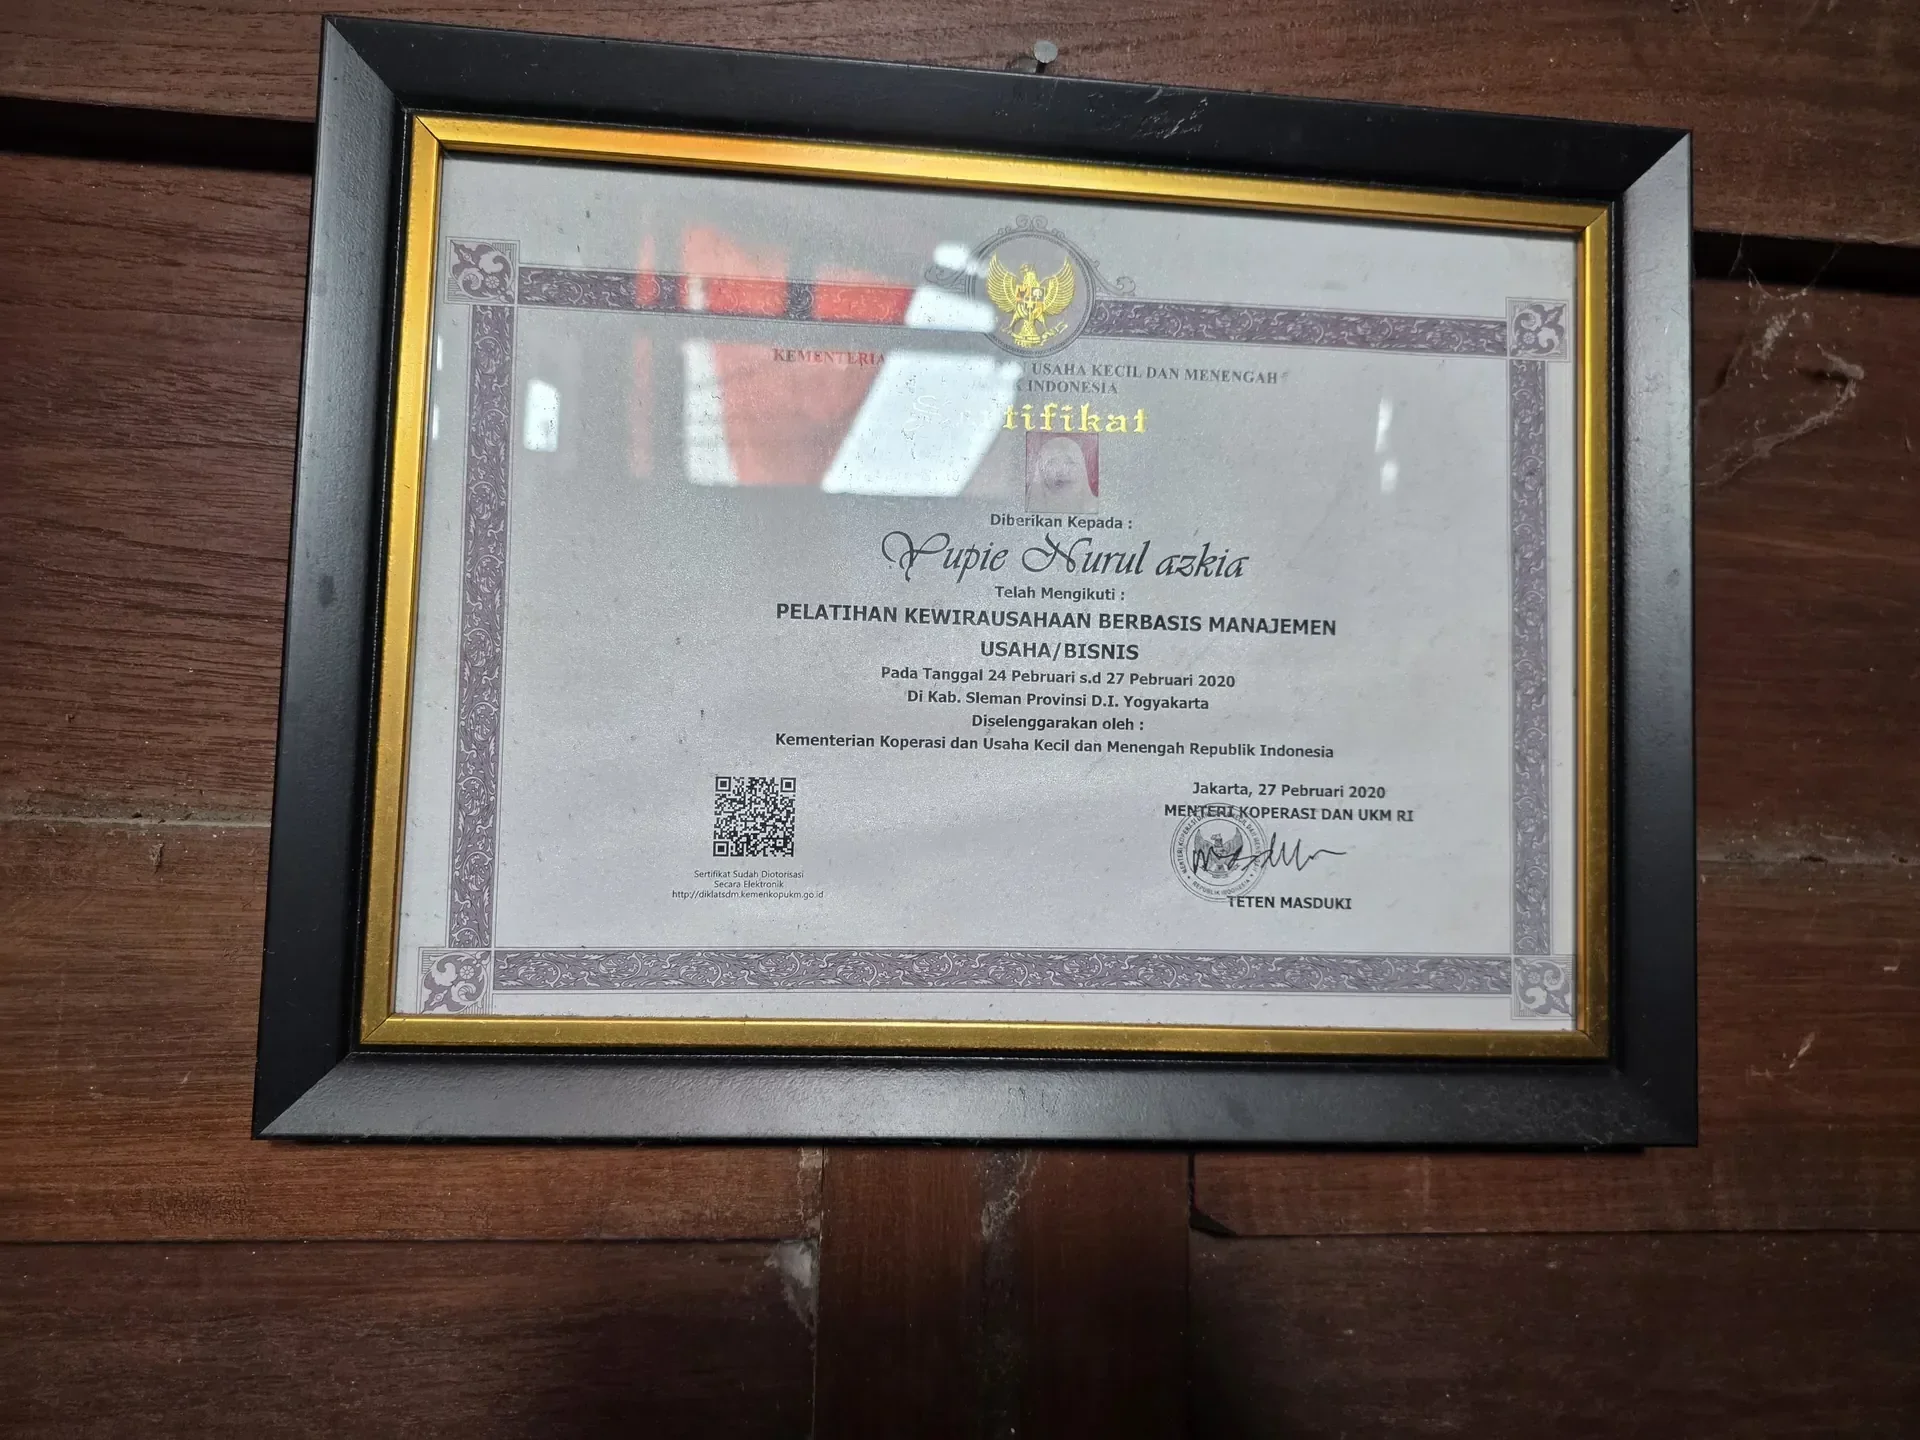 KEMENTERIA USAHA KECIL DAN MENENGAH
INDONESIA
Sertifikat
Diberikan Kepada :
Yupie Nurul azkia
Telah Mengikuti :
PELATIHAN KEWIRAUSAHAAN BERBASIS MANAJEMEN
USAHA/BISNIS
Pada Tanggal 24 Pebruari s.d 27 Pebruari 2020
Di Kab. Sleman Provinsi D.I. Yogyakarta
Diselenggarakan oleh :
Kementerian Koperasi dan Usaha Kecil dan Menengah Republik Indonesia
Jakarta, 27 Pebruari 2020
MENTERI KOPERASI DAN UKM RI
TETEN MASDUKI
Sertifikat Sudah Diotorisasi
Secara Elektronik
http://diklatsdm.kemenkopukm.go.id